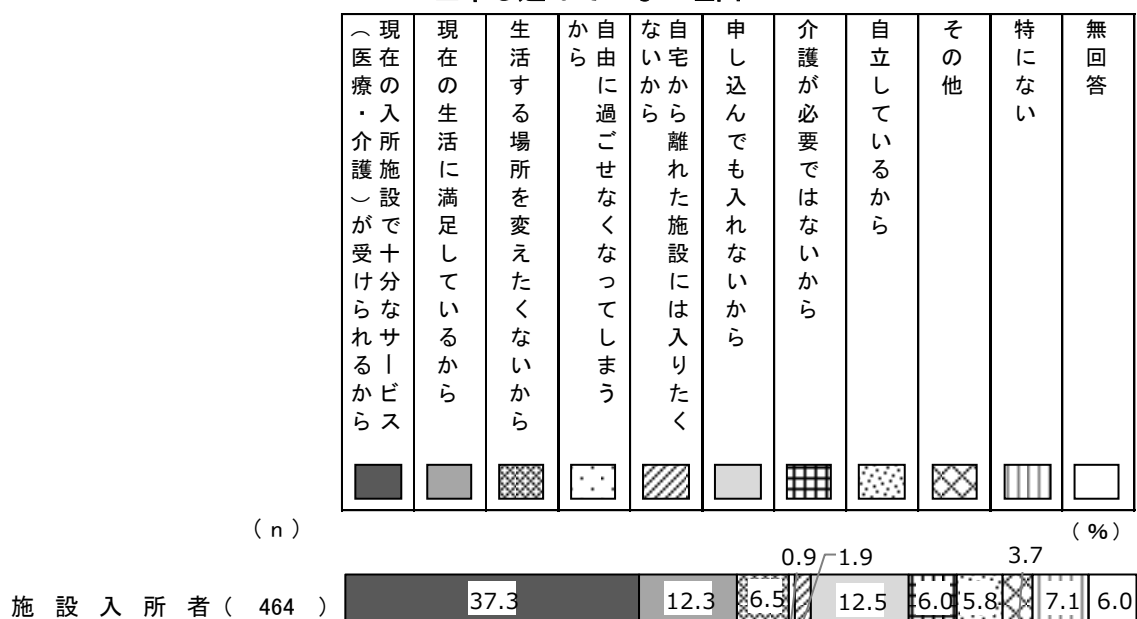 現在の入所施設で十分なサービス
（医療・介護）が受けられるから
現在の生活に満足しているから
生活する場所を変えたくないから
自由に過ごせなくなってしまう
から
自宅から離れた施設には入りたく
ないから
申し込んでも入れないから
介護が必要ではないから
自立しているから
その他
特にない
無回答
（ｎ）
（%）
0.9 1.9 3.7
施設入所者（ 464 ） 37.3 12.3 6.5 12.5 6.0 5.8 7.1 6.0